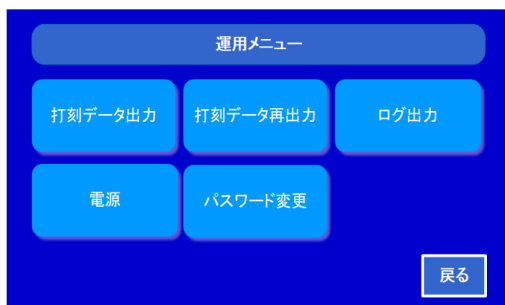 運用メニュー
打刻データ出力
打刻データ再出力
ログ出力
電源
パスワード変更
戻る